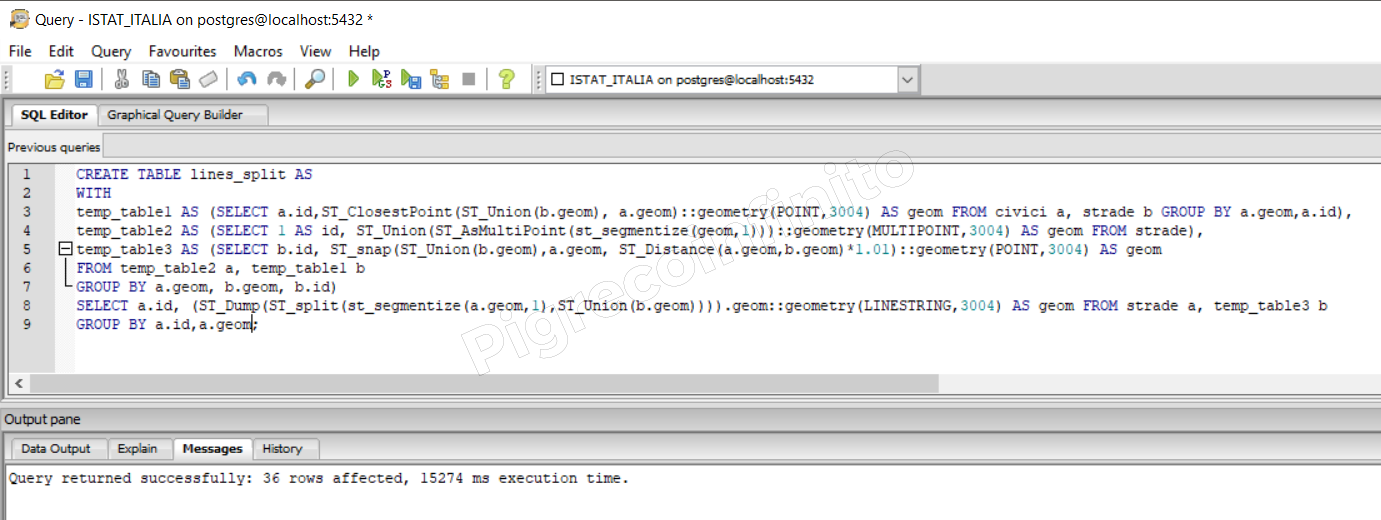 Query - ISTAT_ITALIA on postgres@localhost:5432 *
File Edit Query Favourites Macros View Help
ISTAT_ITALIA on postgres@localhost:5432
SQL Editor Graphical Query Builder
Previous queries
1 CREATE TABLE lines_split AS
2 WITH
3 temp_table1 AS (SELECT a.id,ST_ClosestPoint(ST_Union(b.geom), a.geom)::geometry(POINT,3004) AS geom FROM civici a, strade b GROUP BY a.geom,a.id),
4 temp_table2 AS (SELECT 1 AS id, ST_Union(ST_AsMultiPoint(st_segmentize(geom,1)))::geometry(MULTIPOINT,3004) AS geom FROM strade),
5 temp_table3 AS (SELECT b.id, ST_snap(ST_Union(b.geom),a.geom, ST_Distance(a.geom,b.geom)*1.01)::geometry(POINT,3004) AS geom
6 FROM temp_table2 a, temp_table1 b
7 GROUP BY a.geom, b.geom, b.id)
8 SELECT a.id, (ST_Dump(ST_split(st_segmentize(a.geom,1),ST_Union(b.geom)))).geom::geometry(LINESTRING,3004) AS geom FROM strade a, temp_table3 b
9 GROUP BY a.id,a.geom;
Pigrecoinfinito
Output pane
Data Output Explain Messages History
Query returned successfully: 36 rows affected, 15274 ms execution time.